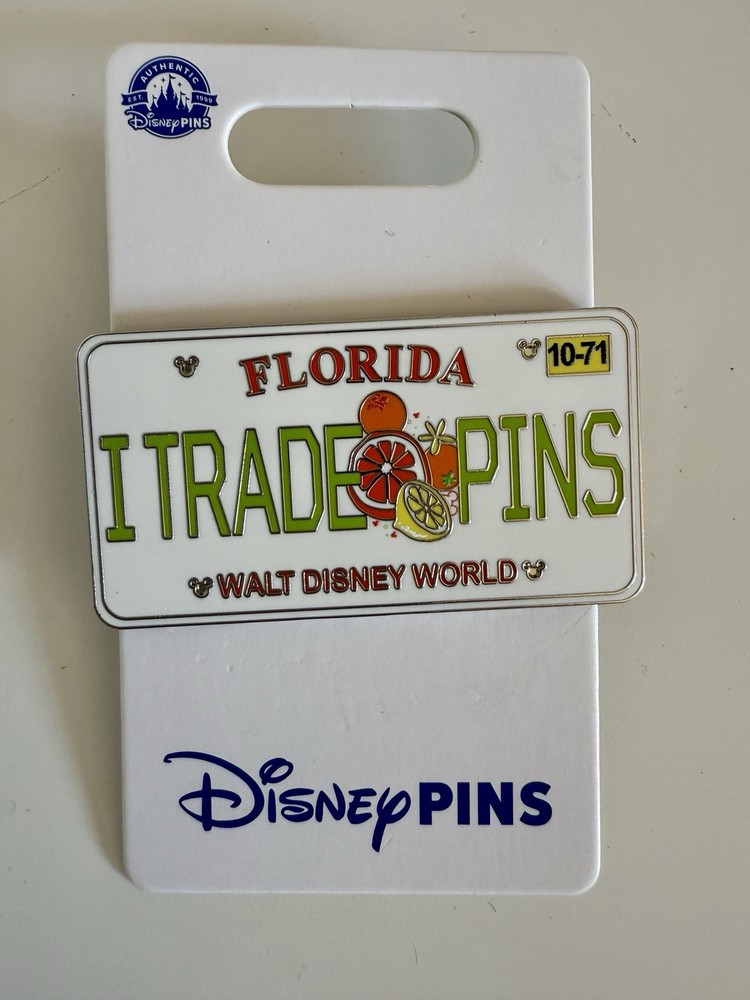 AUTHENTIC
EST. 1999
Disney PINS
FLORIDA
10-71
I TRADE PINS
WALT DISNEY WORLD
Disney PINS